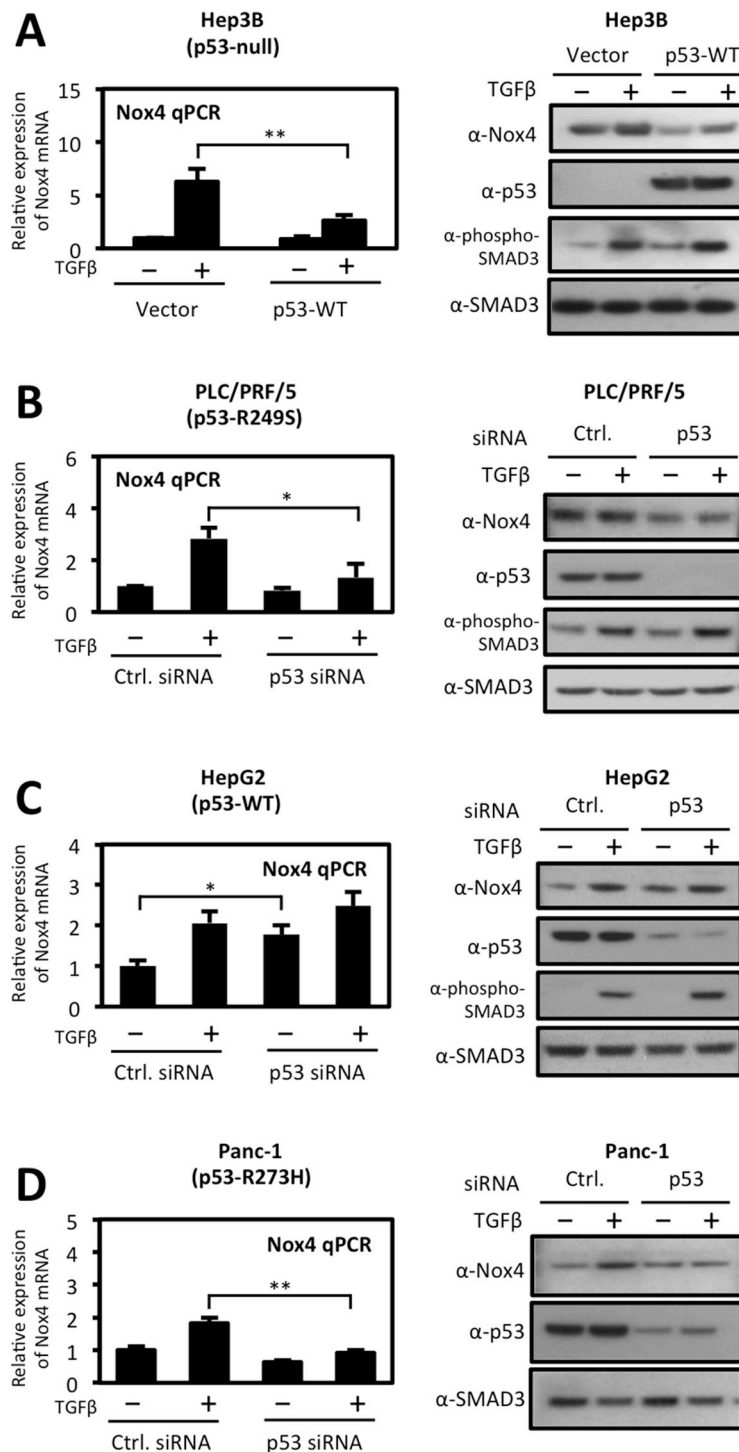 A
Hep3B
(p53-null)
Relative expression
of Nox4 mRNA
15
10
5
0
Nox4 qPCR
**
TGFβ
− + − +
Vector p53-WT
Hep3B
Vector p53-WT
TGFβ − + − +
α-Nox4
α-p53
α-phospho-
SMAD3
α-SMAD3
B
PLC/PRF/5
(p53-R249S)
Relative expression
of Nox4 mRNA
6
4
2
0
Nox4 qPCR
*
TGFβ
− + − +
Ctrl. siRNA p53 siRNA
PLC/PRF/5
siRNA Ctrl. p53
TGFβ − + − +
α-Nox4
α-p53
α-phospho-
SMAD3
α-SMAD3
C
HepG2
(p53-WT)
Relative expression
of Nox4 mRNA
4
3
2
1
0
Nox4 qPCR
*
TGFβ
− + − +
Ctrl. siRNA p53 siRNA
HepG2
siRNA Ctrl. p53
TGFβ − + − +
α-Nox4
α-p53
α-phospho-
SMAD3
α-SMAD3
D
Panc-1
(p53-R273H)
Relative expression
of Nox4 mRNA
5
4
3
2
1
0
Nox4 qPCR
**
TGFβ
− + − +
Ctrl. siRNA p53 siRNA
Panc-1
siRNA Ctrl. p53
TGFβ − + − +
α-Nox4
α-p53
α-SMAD3